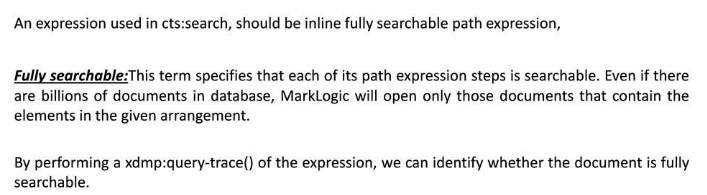 An expression used in cts:search, should be inline fully searchable path expression,
Fully searchable:This term specifies that each of its path expression steps is searchable. Even if there
are billions of documents in database, MarkLogic will open only those documents that contain the
elements in the given arrangement.
By performing a xdmp:query-trace() of the expression, we can identify whether the document is fully
searchable.